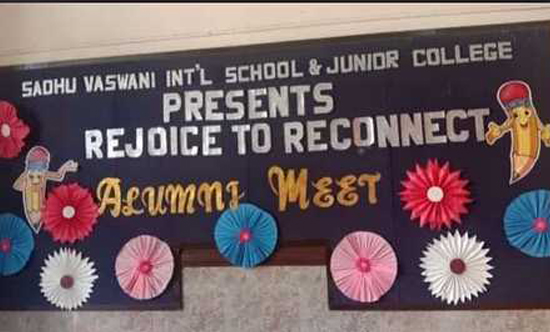 SADHU VASWANI INT'L SCHOOL & JUNIOR COLLEGE
PRESENTS
REJOICE TO RECONNECT
ALUMNI MEET